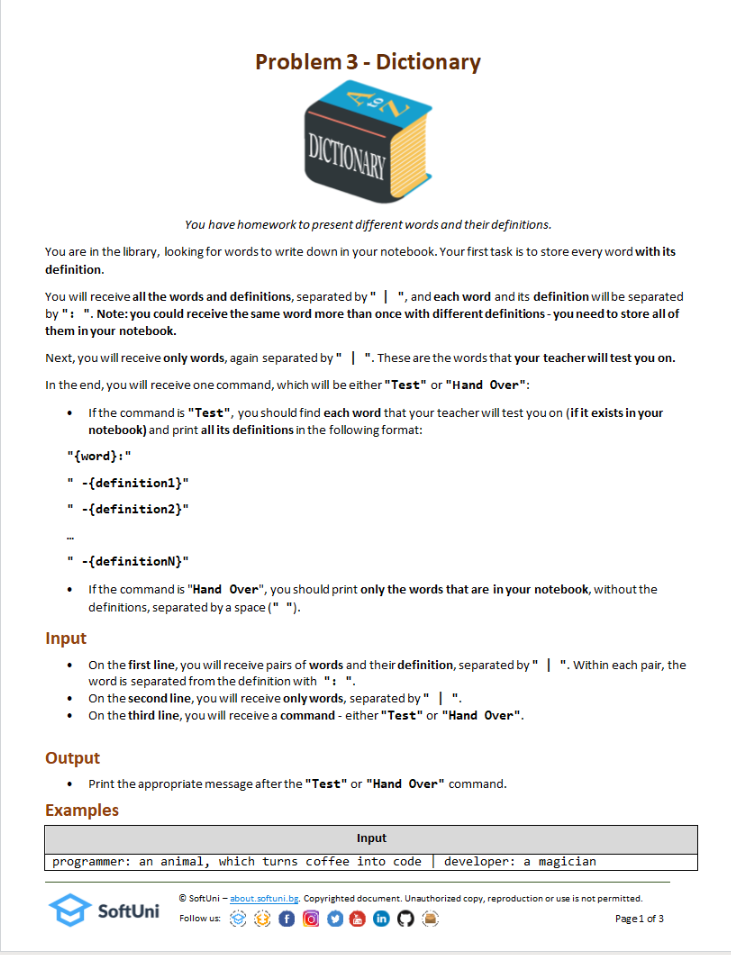 Problem 3 - Dictionary
A to Z
DICTIONARY
You have homework to present different words and their definitions.
You are in the library, looking for words to write down in your notebook. Your first task is to store every word with its
definition.
You will receive all the words and definitions, separated by " | ", and each word and its definition will be separated
by ": ". Note: you could receive the same word more than once with different definitions - you need to store all of
them in your notebook.
Next, you will receive only words, again separated by " | ". These are the words that your teacher will test you on.
In the end, you will receive one command, which will be either "Test" or "Hand Over":
• If the command is "Test", you should find each word that your teacher will test you on (if it exists in your
notebook) and print all its definitions in the following format:
"{word}:"
" -{definition1}"
" -{definition2}"
…
" -{definitionN}"
• If the command is "Hand Over", you should print only the words that are in your notebook, without the
definitions, separated by a space (" ").
Input
• On the first line, you will receive pairs of words and their definition, separated by " | ". Within each pair, the
word is separated from the definition with ": ".
• On the second line, you will receive only words, separated by " | ".
• On the third line, you will receive a command - either "Test" or "Hand Over".
Output
• Print the appropriate message after the "Test" or "Hand Over" command.
Examples
Input
programmer: an animal, which turns coffee into code | developer: a magician
SoftUni
© SoftUni – about.softuni.bg. Copyrighted document. Unauthorized copy, reproduction or use is not permitted.
Follow us:
Page 1 of 3